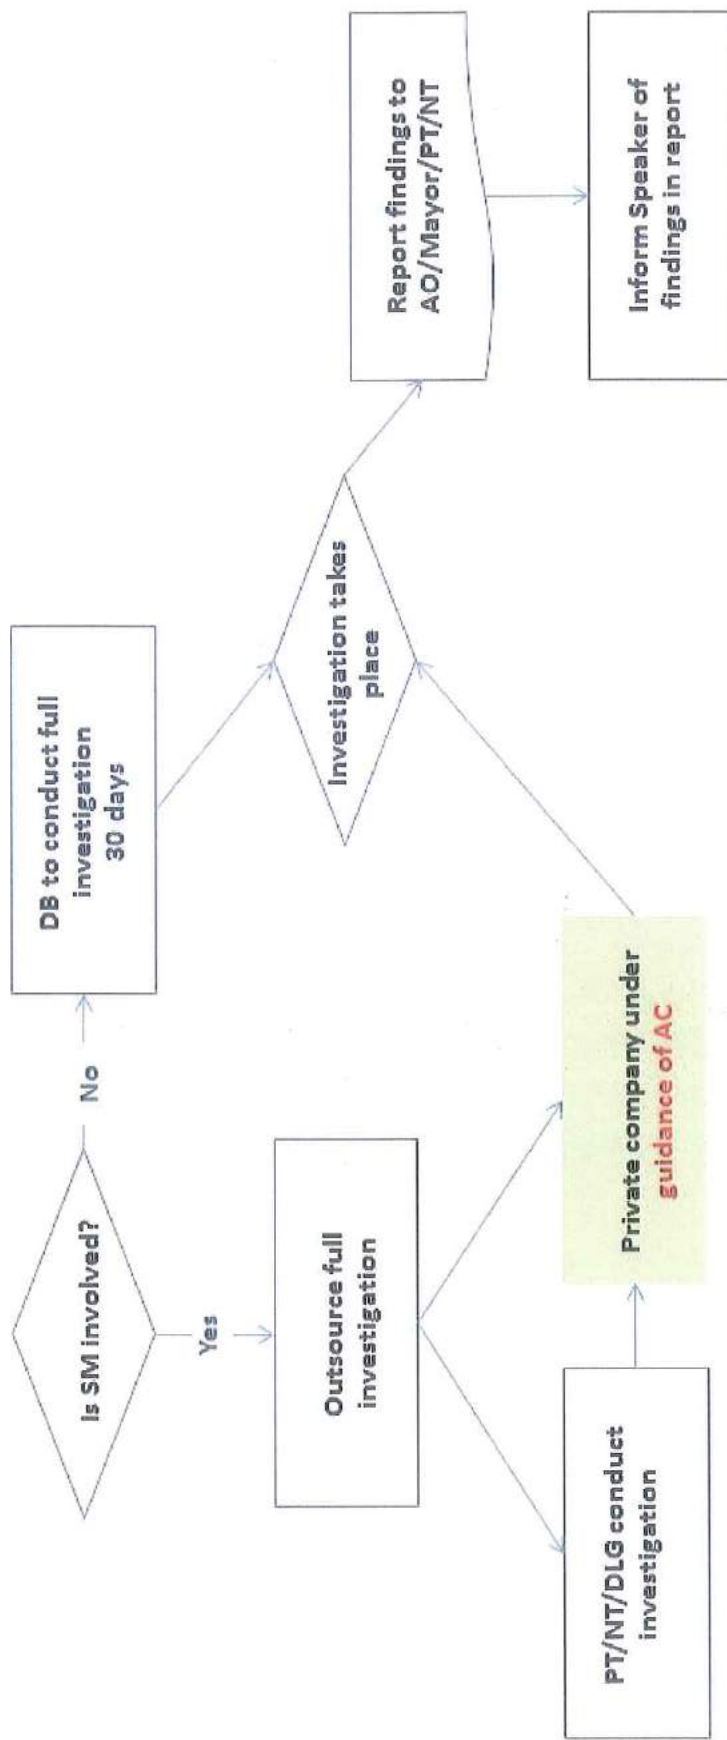 Is SM involved?
No
DB to conduct full
investigation
30 days
Yes
Outsource full
investigation
PT/NT/DLG conduct
investigation
Private company under
guidance of AC
Investigation takes
place
Report findings to
AO/Mayor/PT/NT
Inform Speaker of
findings in report